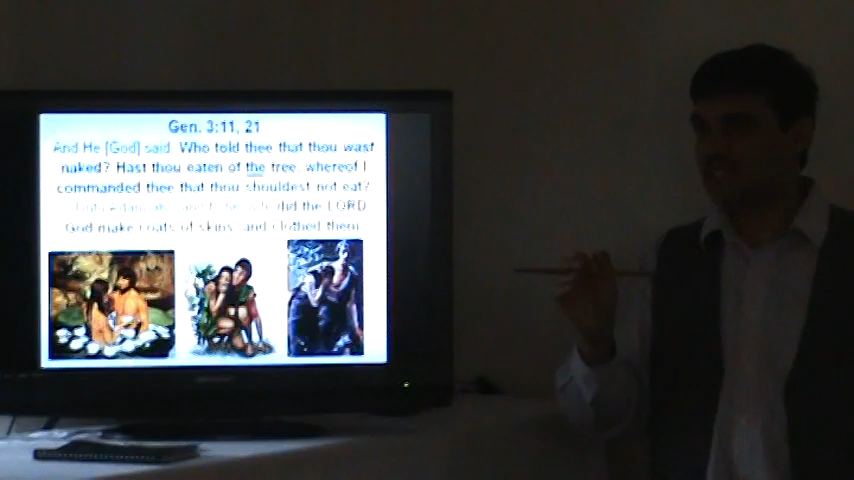 Gen. 3:11, 21
And He [God] said, Who told thee that thou wast
naked? Hast thou eaten of the tree, whereof I
commanded thee that thou shouldest not eat?
did the LORD
God make coats of skins, and clothed them.